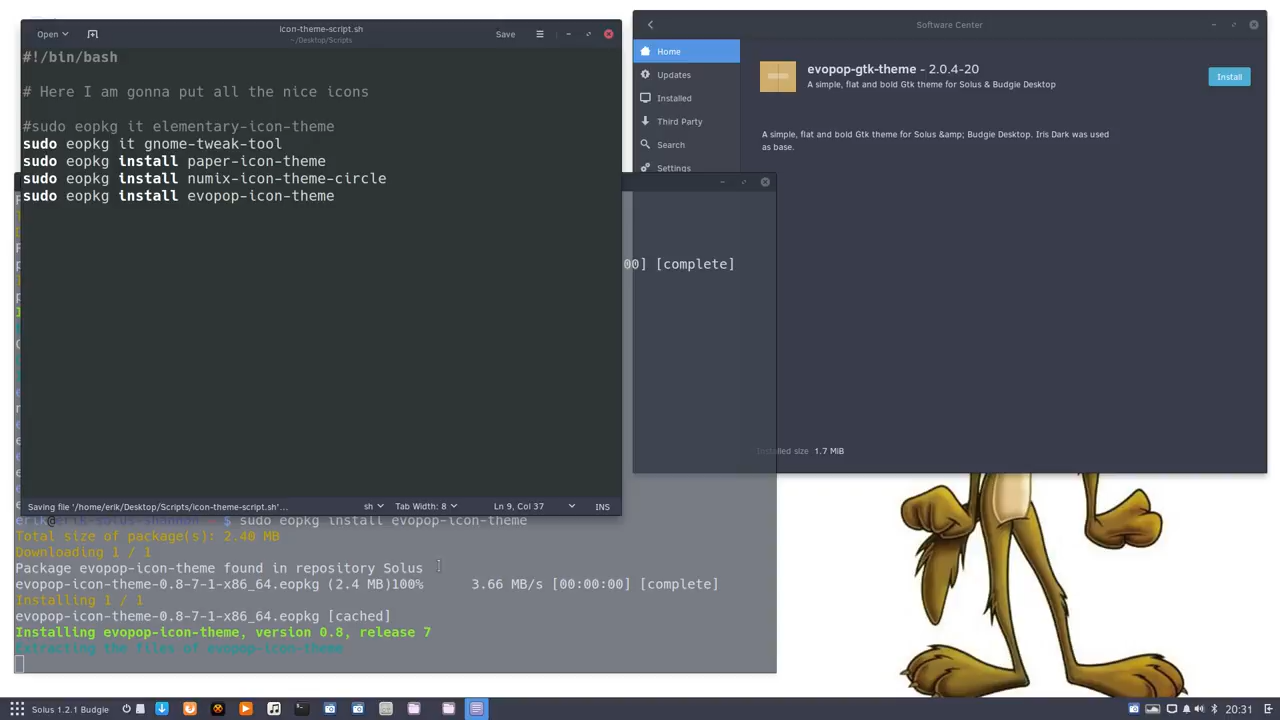 Open
icon-theme-script.sh
~/Desktop/Scripts
Save
#!/bin/bash
# Here I am gonna put all the nice icons
#sudo eopkg it elementary-icon-theme
sudo eopkg it gnome-tweak-tool
sudo eopkg install paper-icon-theme
sudo eopkg install numix-icon-theme-circle
sudo eopkg install evopop-icon-theme
Saving file '/home/erik/Desktop/Scripts/icon-theme-script.sh'...
sh
Tab Width: 8
Ln 9, Col 37
INS
Software Center
Home
Updates
Installed
Third Party
Search
Settings
evopop-gtk-theme - 2.0.4-20
A simple, flat and bold Gtk theme for Solus & Budgie Desktop
Install
A simple, flat and bold Gtk theme for Solus &amp; Budgie Desktop. Iris Dark was used
as base.
Installed size 1.7 MiB
00] [complete]
$ sudo eopkg install evopop-icon-theme
Total size of package(s): 2.40 MB
Downloading 1 / 1
Package evopop-icon-theme found in repository Solus
evopop-icon-theme-0.8-7-1-x86_64.eopkg (2.4 MB)100% 3.66 MB/s [00:00:00] [complete]
Installing 1 / 1
evopop-icon-theme-0.8-7-1-x86_64.eopkg [cached]
Installing evopop-icon-theme, version 0.8, release 7
Extracting the files of evopop-icon-theme
Solus 1.2.1 Budgie
20:31